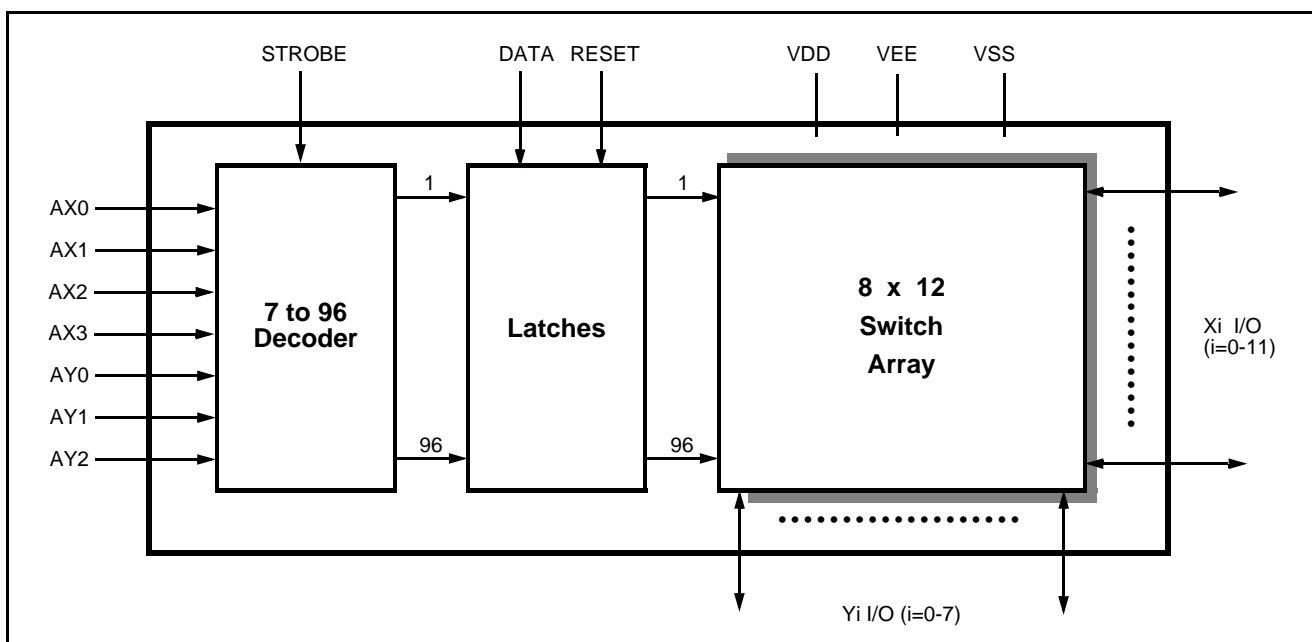 STROBE
DATA RESET
VDD
VEE
VSS
AX0
AX1
AX2
AX3
AY0
AY1
AY2
7 to 96
Decoder
1
96
Latches
1
96
8 x 12
Switch
Array
Xi I/O
(i=0-11)
Yi I/O (i=0-7)